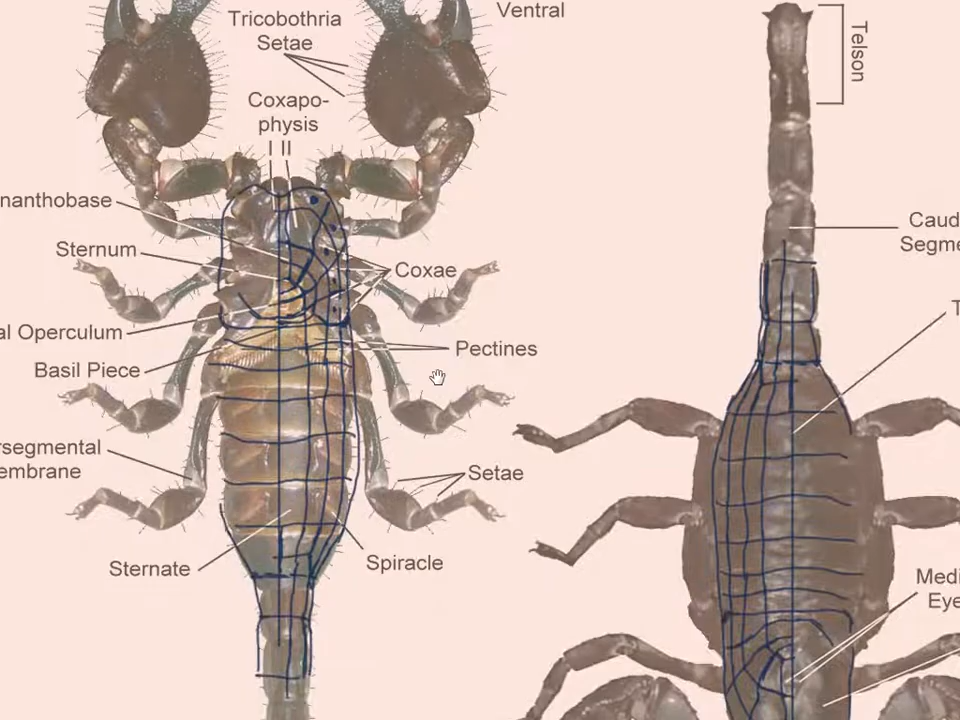 Tricobothria
Setae
Ventral
Telson
Coxapo-
physis
nanthobase
Sternum
Coxae
al Operculum
Basil Piece
Pectines
rsegmental
embrane
Setae
Sternate
Spiracle
Caud
Segme
T
Medi
Eye